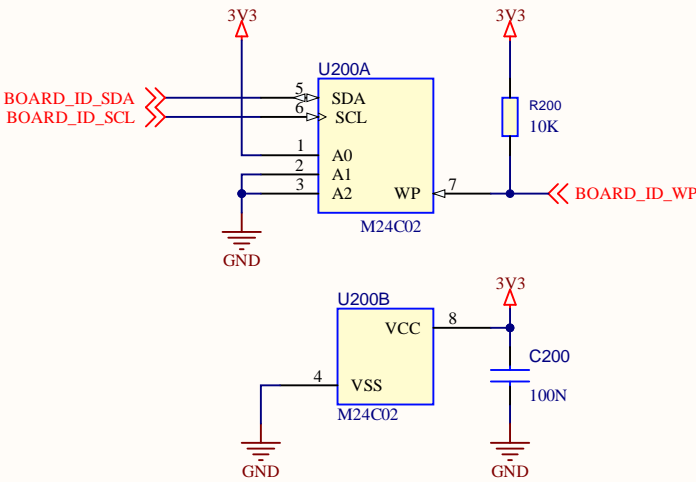 3V3
3V3
U200A
BOARD_ID_SDA
5
SDA
R200
BOARD_ID_SCL
6
SCL
10K
1
A0
2
A1
3
A2
WP
7
BOARD_ID_WP
M24C02
GND
3V3
U200B
VCC
8
C200
4
VSS
100N
M24C02
GND
GND